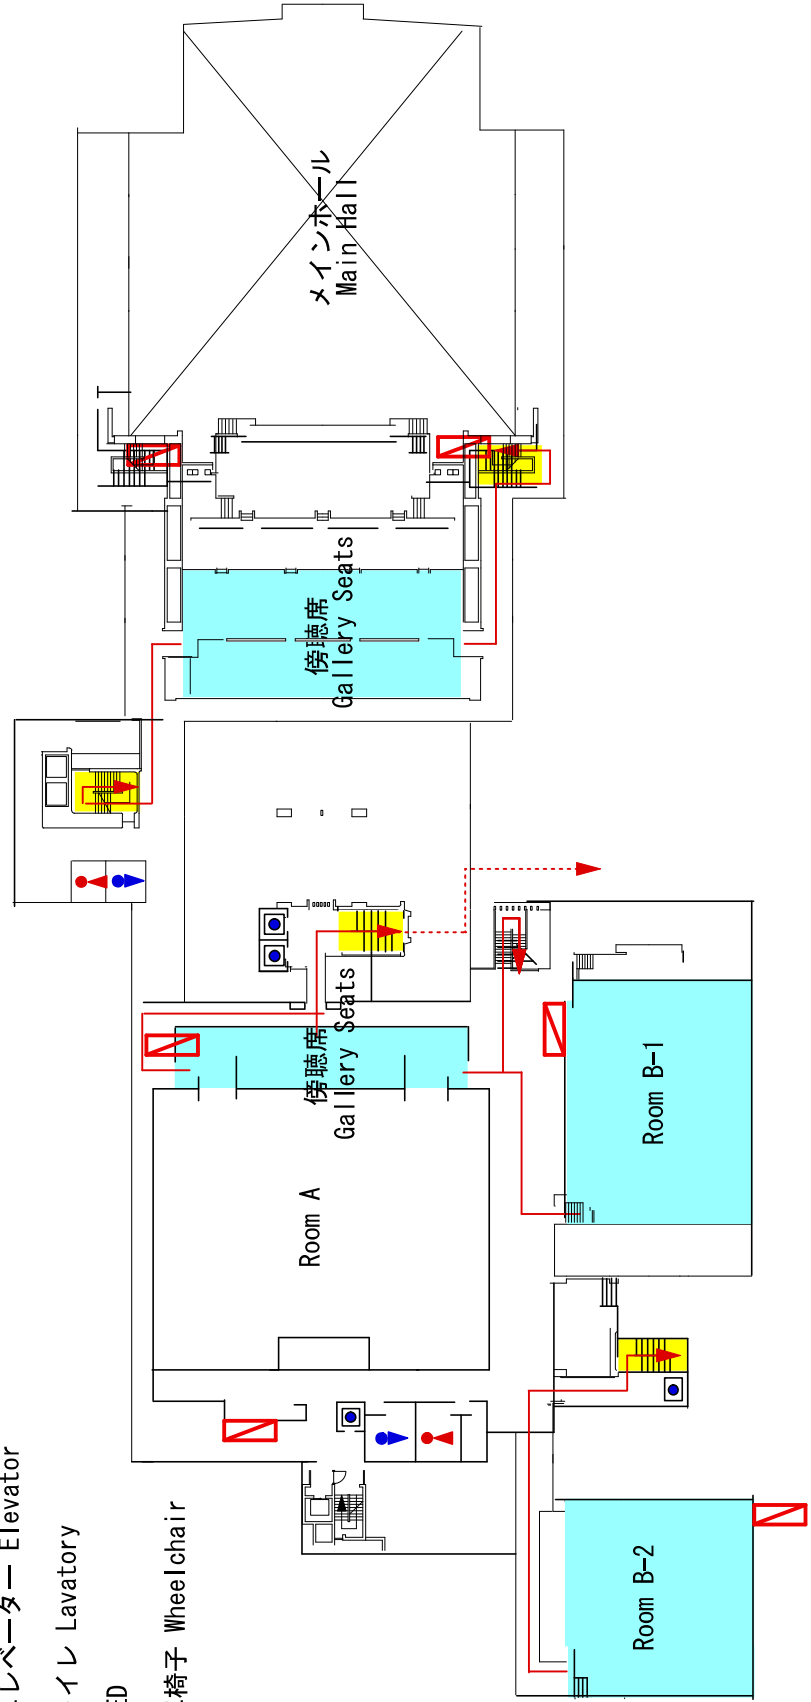 メインホール
Main Hall
傍聴席
Gallery Seats
傍聴席
Gallery Seats
Room A
Room B-1
Room B-2
レベーター Elevator
イレ Lavatory
ED
椅子 Wheelchair